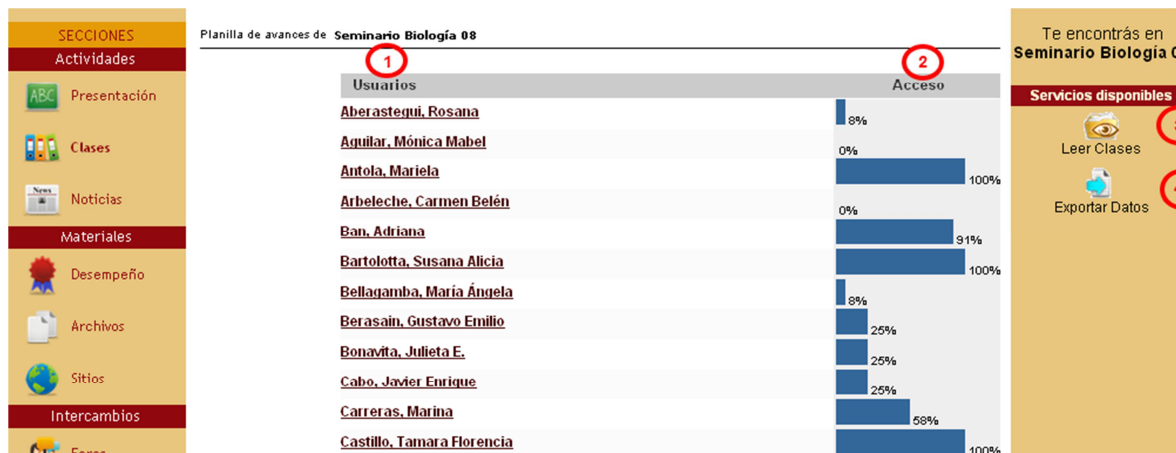 SECCIONES
Actividades
ABC
Presentación
Clases
News
Noticias
Materiales
Desempeño
Archivos
Sitios
Intercambios
Planilla de avances de Seminario Biología 08
1 2
Usuarios Acceso
Aberastegui, Rosana 8%
Aguilar, Mónica Mabel 0%
Antola, Mariela 100%
Arbeleche, Carmen Belén 0%
Ban, Adriana 91%
Bartolotta, Susana Alicia 100%
Bellagamba, María Ángela 8%
Berasain, Gustavo Emilio 25%
Bonavita, Julieta E. 25%
Cabo, Javier Enrique 25%
Carreras, Marina 58%
Castillo, Tamara Florencia 100%
Te encontrás en
Seminario Biología
Servicios disponibles
Leer Clases
Exportar Datos